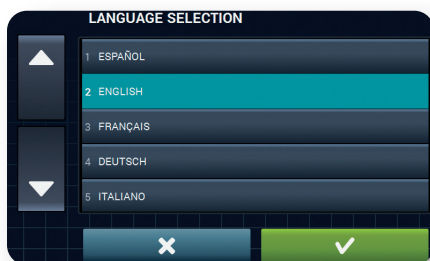 LANGUAGE SELECTION
1 ESPAÑOL
2 ENGLISH
3 FRANÇAIS
4 DEUTSCH
5 ITALIANO